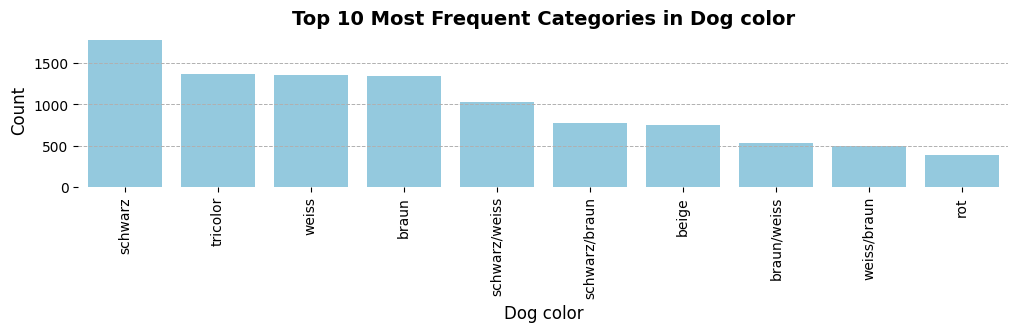 Top 10 Most Frequent Categories in Dog color
Count
1500
1000
500
0
schwarz
tricolor
weiss
braun
schwarz/weiss
schwarz/braun
beige
braun/weiss
weiss/braun
rot
Dog color